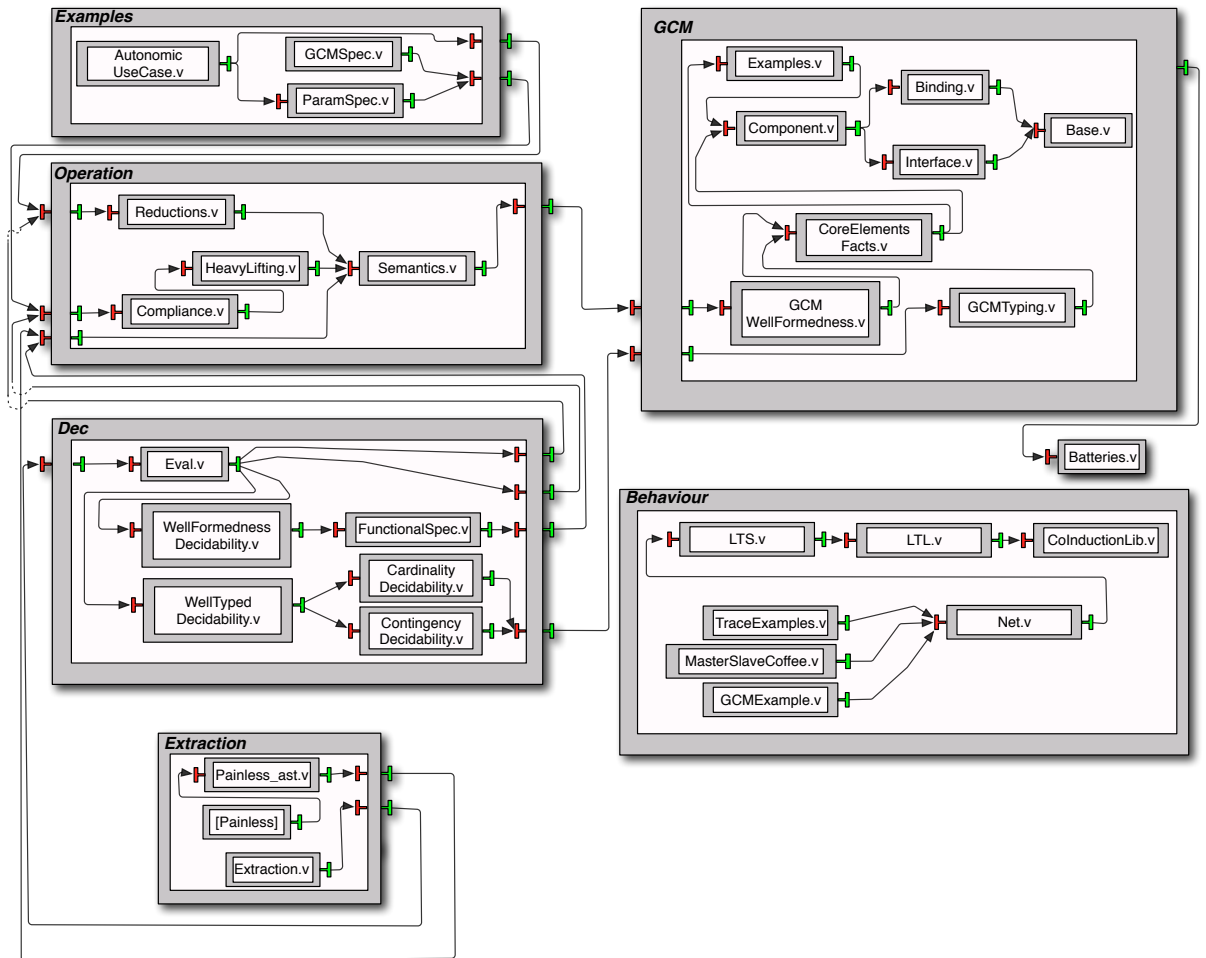 Examples
Autonomic
UseCase.v
GCMSpec.v
ParamSpec.v
Operation
Reductions.v
HeavyLifting.v
Semantics.v
Compliance.v
Dec
Eval.v
WellFormedness
Decidability.v
FunctionalSpec.v
Cardinality
Decidability.v
WellTyped
Decidability.v
Contingency
Decidability.v
Extraction
Painless_ast.v
[Painless]
Extraction.v
GCM
Examples.v
Binding.v
Component.v
Base.v
Interface.v
CoreElements
Facts.v
GCM
WellFormedness.v
GCMTyping.v
Batteries.v
Behaviour
LTS.v
LTL.v
CoInductionLib.v
TraceExamples.v
Net.v
MasterSlaveCoffee.v
GCMExample.v